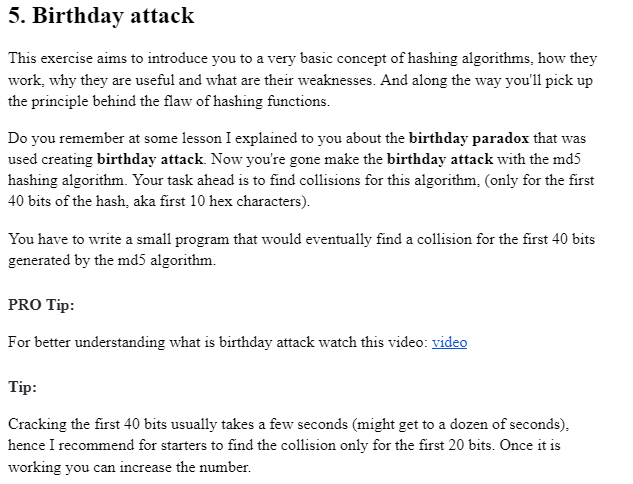 5. Birthday attack
This exercise aims to introduce you to a very basic concept of hashing algorithms, how they
work, why they are useful and what are their weaknesses. And along the way you'll pick up
the principle behind the flaw of hashing functions.
Do you remember at some lesson I explained to you about the birthday paradox that was
used creating birthday attack. Now you're gone make the birthday attack with the md5
hashing algorithm. Your task ahead is to find collisions for this algorithm, (only for the first
40 bits of the hash, aka first 10 hex characters).
You have to write a small program that would eventually find a collision for the first 40 bits
generated by the md5 algorithm.
PRO Tip:
For better understanding what is birthday attack watch this video: video
Tip:
Cracking the first 40 bits usually takes a few seconds (might get to a dozen of seconds),
hence I recommend for starters to find the collision only for the first 20 bits. Once it is
working you can increase the number.